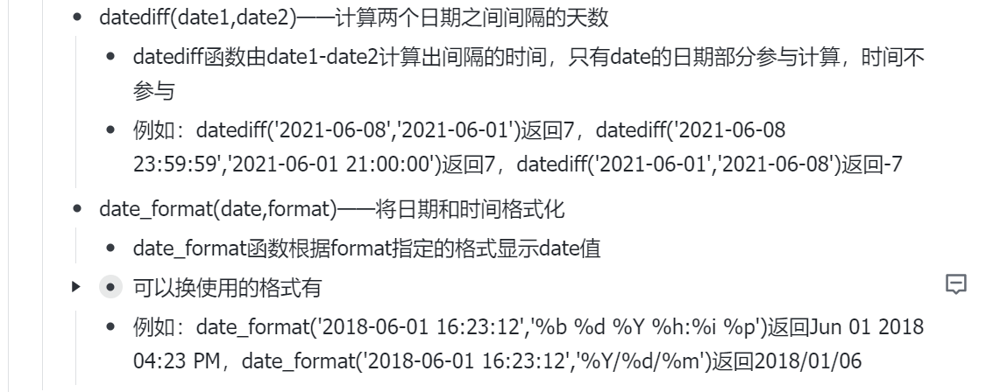 datediff(date1,date2)——计算两个日期之间间隔的天数
datediff函数由date1-date2计算出间隔的时间，只有date的日期部分参与计算，时间不
参与
例如：datediff('2021-06-08','2021-06-01')返回7，datediff('2021-06-08
23:59:59','2021-06-01 21:00:00')返回7，datediff('2021-06-01','2021-06-08')返回-7
date_format(date,format)——将日期和时间格式化
date_format函数根据format指定的格式显示date值
可以换使用的格式有
例如：date_format('2018-06-01 16:23:12','%b %d %Y %h:%i %p')返回Jun 01 2018
04:23 PM，date_format('2018-06-01 16:23:12','%Y/%d/%m')返回2018/01/06